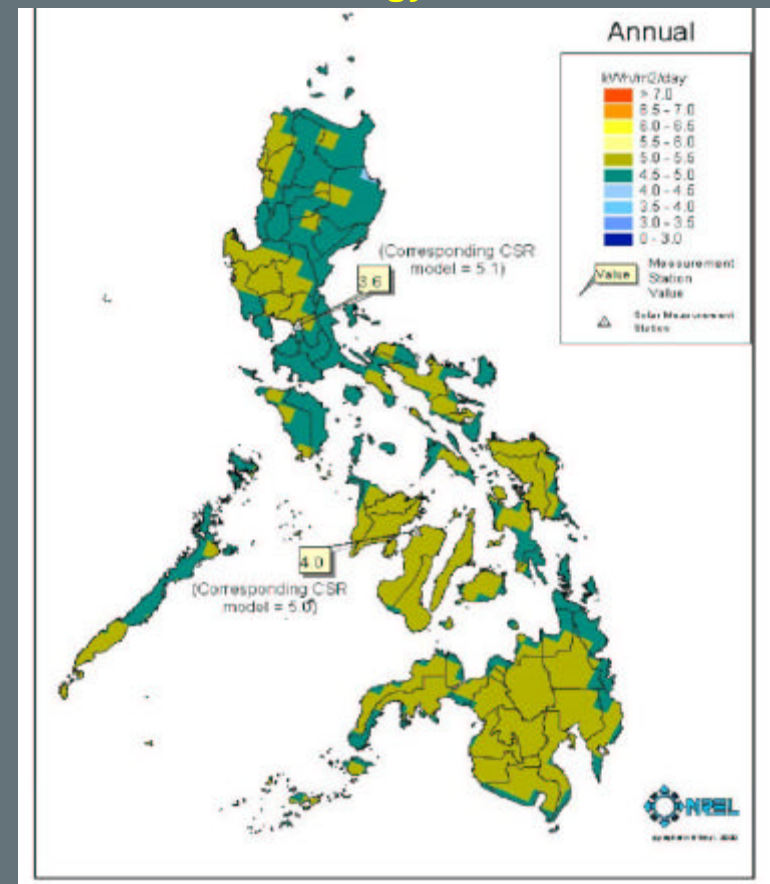 Annual
kWh/m2/day
> 7.0
6.5 - 7.0
6.0 - 6.5
5.5 - 6.0
5.0 - 5.5
4.5 - 5.0
4.0 - 4.5
3.5 - 4.0
3.0 - 3.5
0 - 3.0
Value
Measurement
Station
Value
Solar Measurement
Station
(Corresponding CSR
model = 5.1)
3.6
4.0
(Corresponding CSR
model = 5.0)
NREL